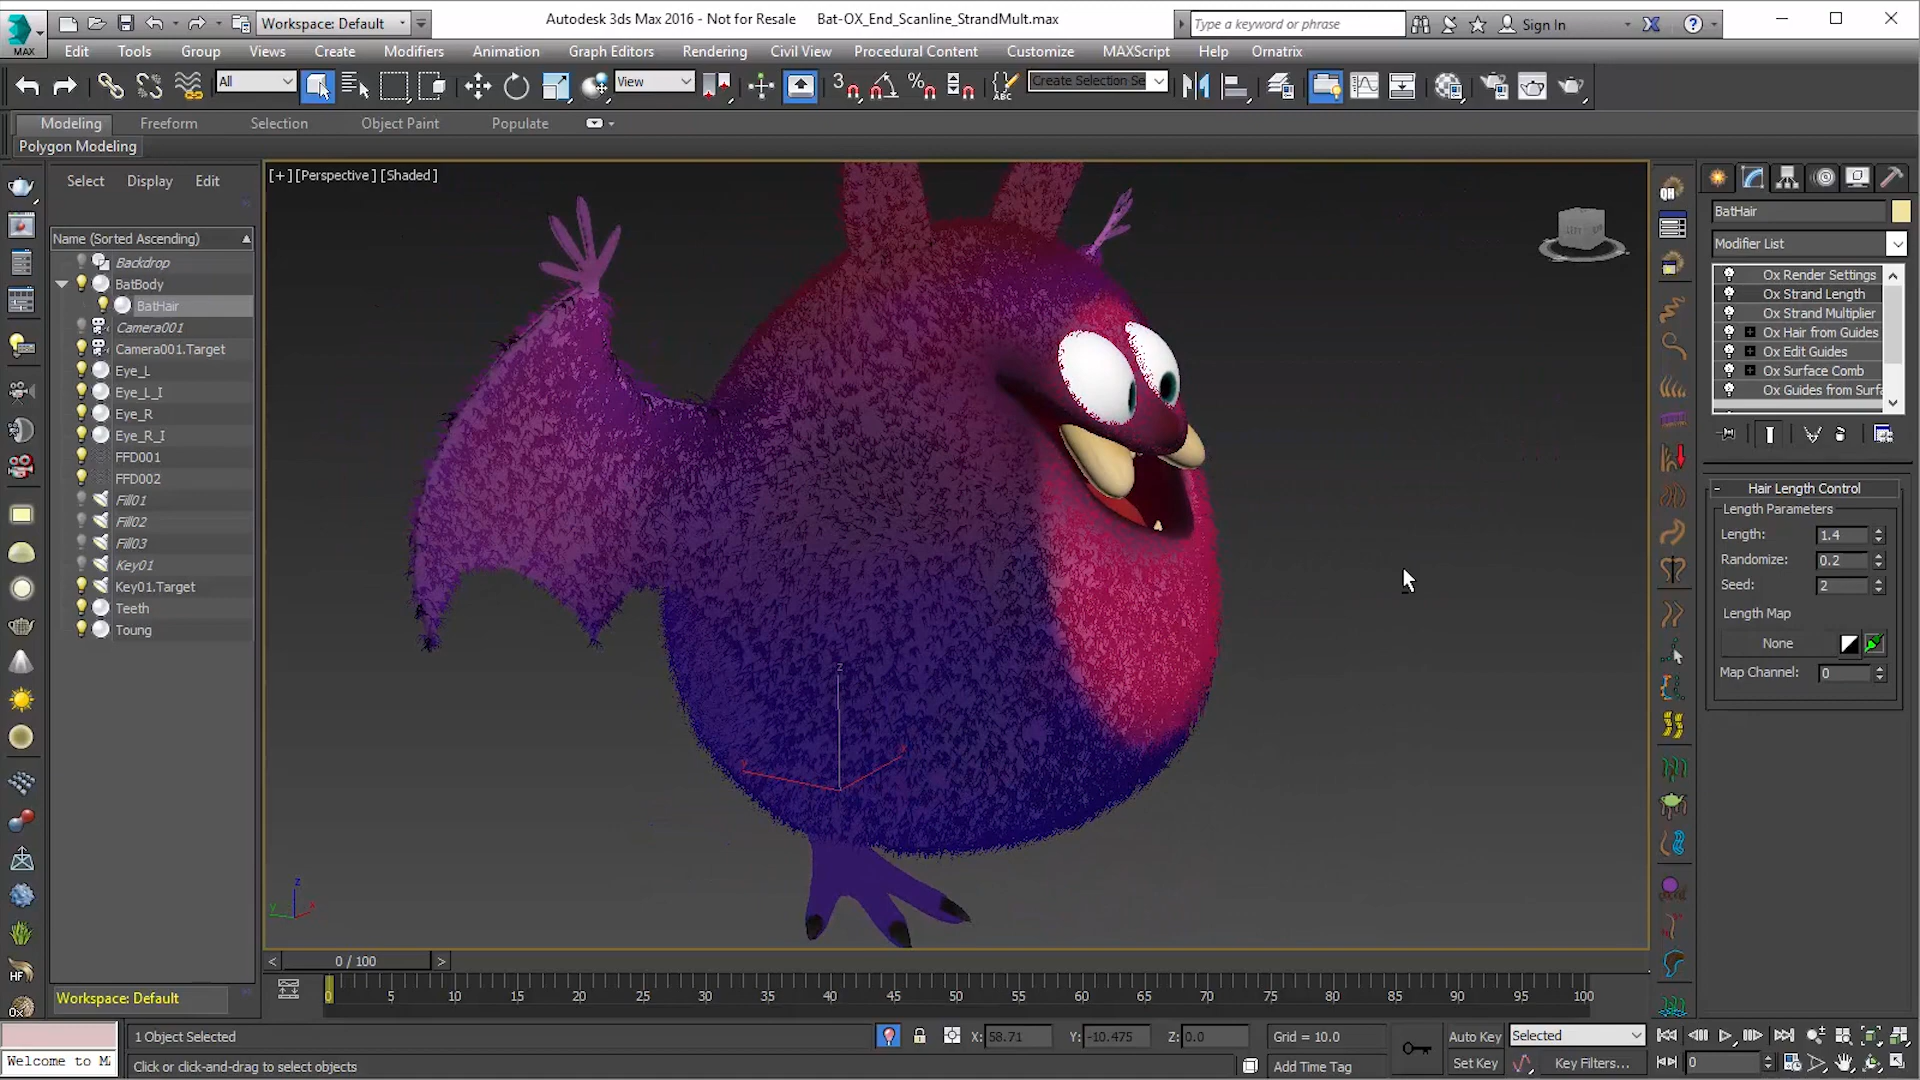 MAX
Workspace: Default
Autodesk 3ds Max 2016 - Not for Resale Bat-OX_End_Scanline_StrandMult.max
Type a keyword or phrase
Sign In
Edit Tools Group Views Create Modifiers Animation Graph Editors Rendering Civil View Procedural Content Customize MAXScript Help Ornatrix
All
View
3
ABC
Create Selection Se
Modeling Freeform Selection Object Paint Populate
Polygon Modeling
Select Display Edit
Name (Sorted Ascending)
Backdrop
BatBody
BatHair
Camera001
Camera001.Target
Eye_L
Eye_L_I
Eye_R
Eye_R_I
FFD001
FFD002
Fill01
Fill02
Fill03
Key01
Key01.Target
Teeth
Toung
HF
Workspace: Default
[+] [Perspective] [Shaded]
z
y x
z
y x
QH
BatHair
Modifier List
Ox Render Settings
Ox Strand Length
Ox Strand Multiplier
Ox Hair from Guides
Ox Edit Guides
Ox Surface Comb
Ox Guides from Surfa
- Hair Length Control
Length Parameters
Length: 1.4
Randomize: 0.2
Seed: 2
Length Map
None
Map Channel: 0
< 0 / 100 >
0 5 10 15 20 25 30 35 40 45 50 55 60 65 70 75 80 85 90 95 100
1 Object Selected
X: 58.71 Y: -10.475 Z: 0.0
Grid = 10.0
Auto Key Selected
Welcome to M
Click or click-and-drag to select objects
Add Time Tag
Set Key Key Filters...
0